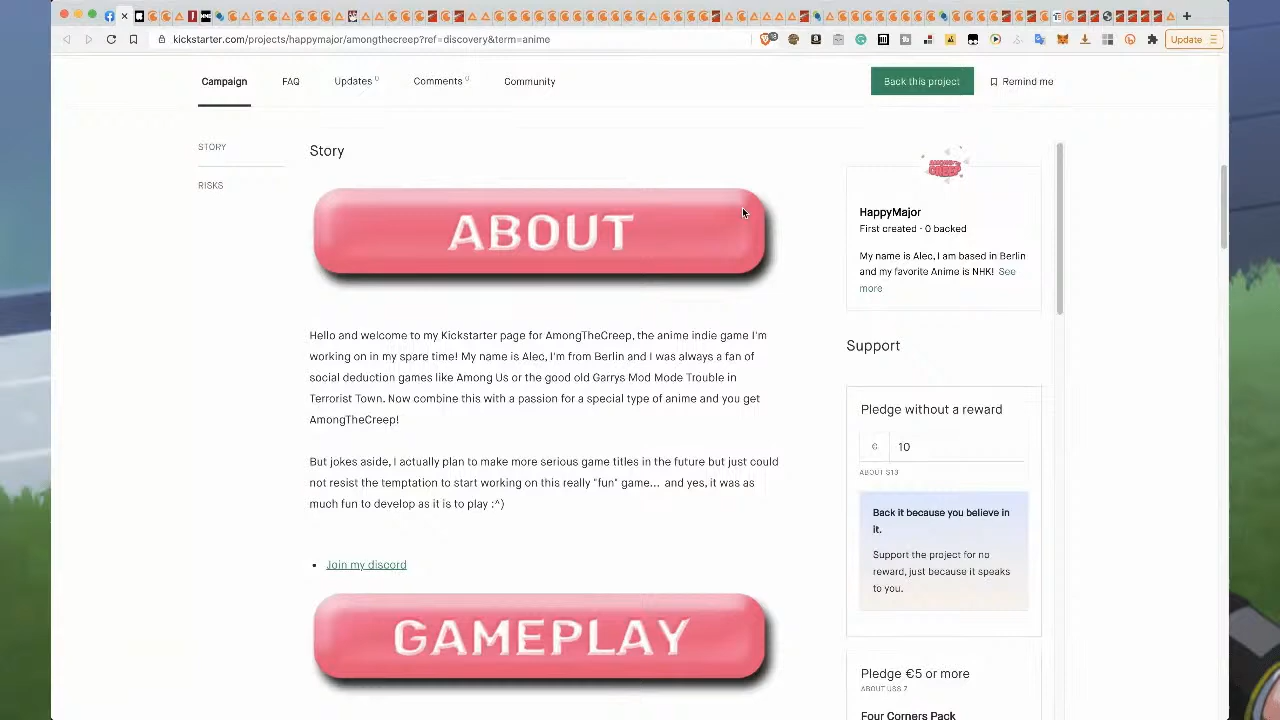 kickstarter.com/projects/happymajor/amongthecreep?ref=discovery&term=anime
Update
Campaign
FAQ
Updates 0
Comments 0
Community
Back this project
Remind me
STORY
RISKS
Story
ABOUT
Hello and welcome to my Kickstarter page for AmongTheCreep, the anime indie game I'm
working on in my spare time! My name is Alec, I'm from Berlin and I was always a fan of
social deduction games like Among Us or the good old Garrys Mod Mode Trouble in
Terrorist Town. Now combine this with a passion for a special type of anime and you get
AmongTheCreep!
But jokes aside, I actually plan to make more serious game titles in the future but just could
not resist the temptation to start working on this really "fun" game... and yes, it was as
much fun to develop as it is to play :^)
Join my discord
GAMEPLAY
HappyMajor
First created · 0 backed
My name is Alec, I am based in Berlin
and my favorite Anime is NHK! See
more
Support
Pledge without a reward
€ 10
ABOUT $13
Back it because you believe in
it.
Support the project for no
reward, just because it speaks
to you.
Pledge €5 or more
ABOUT US$ 7
Four Corners Pack